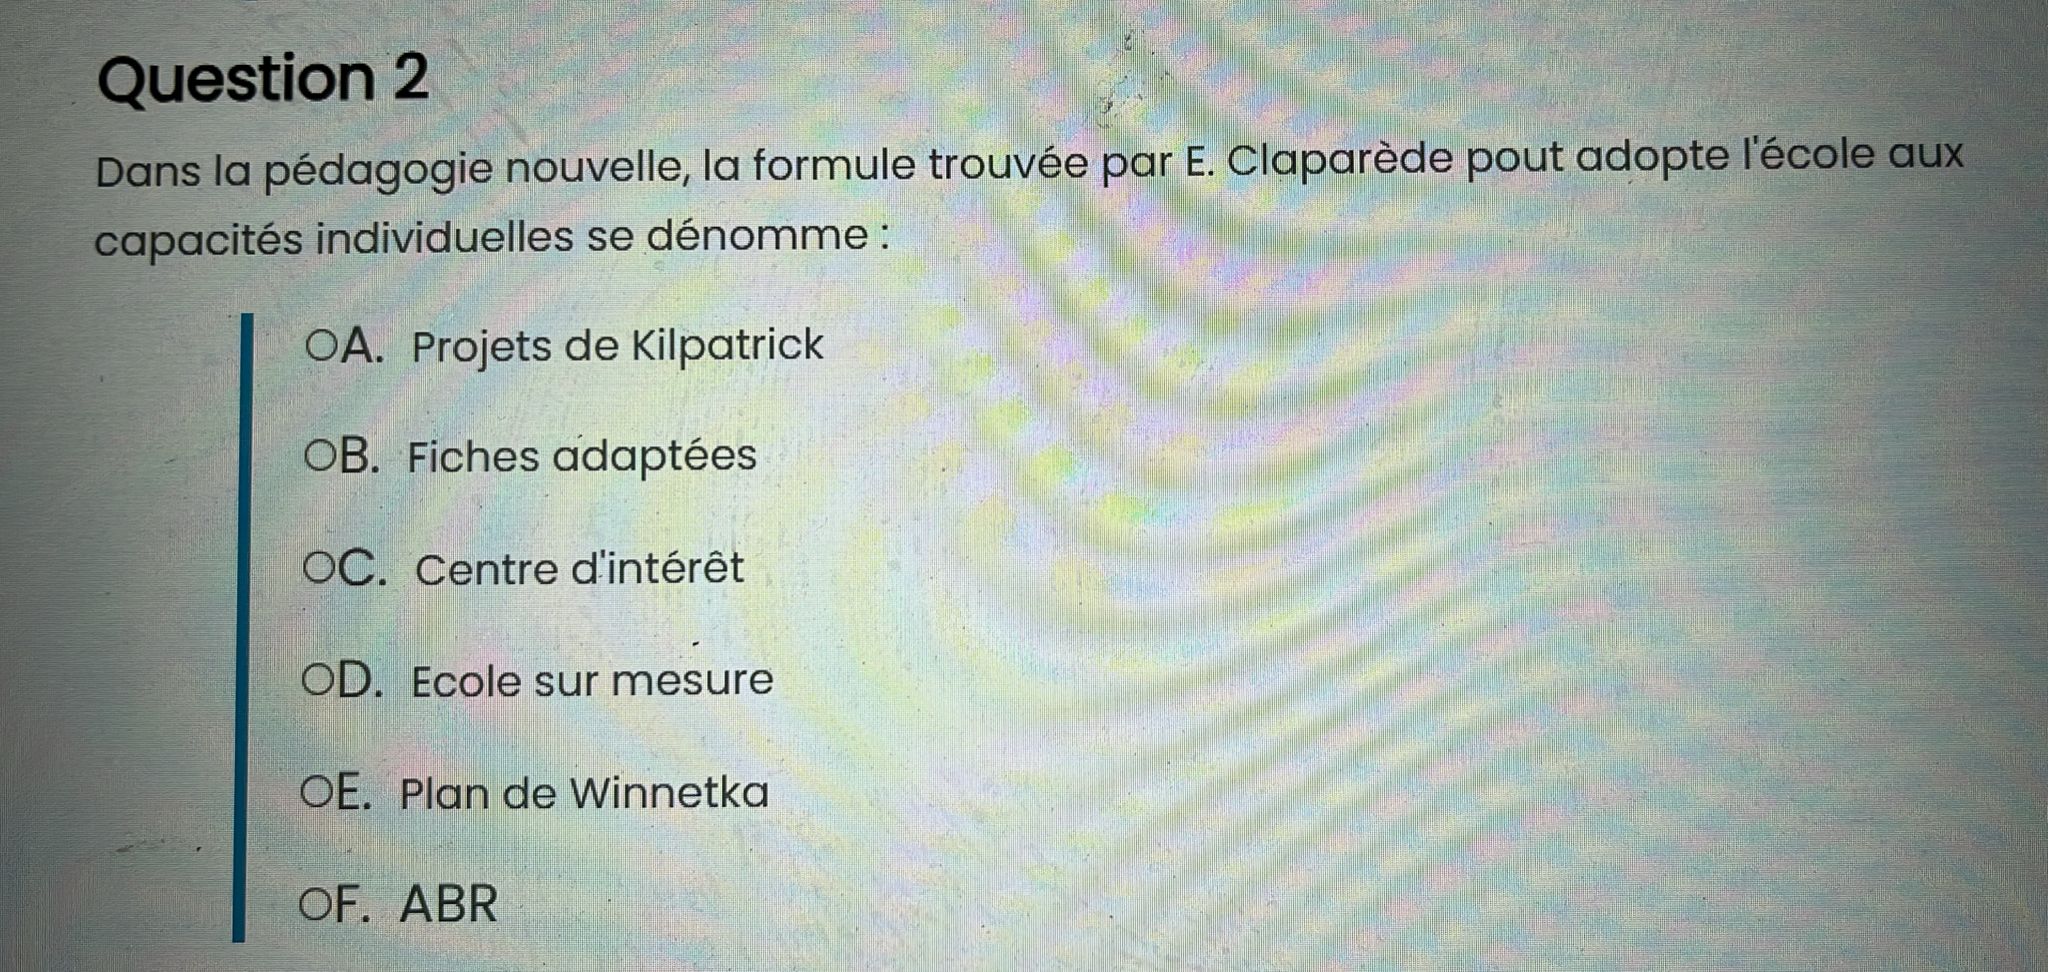 Question 2
Dans la pédagogie nouvelle, la formule trouvée par E. Claparède pout adopte l'école aux
capacités individuelles se dénomme :
A. Projets de Kilpatrick
B. Fiches adaptées
C. Centre d'intérêt
D. Ecole sur mesure
E. Plan de Winnetka
F. ABR